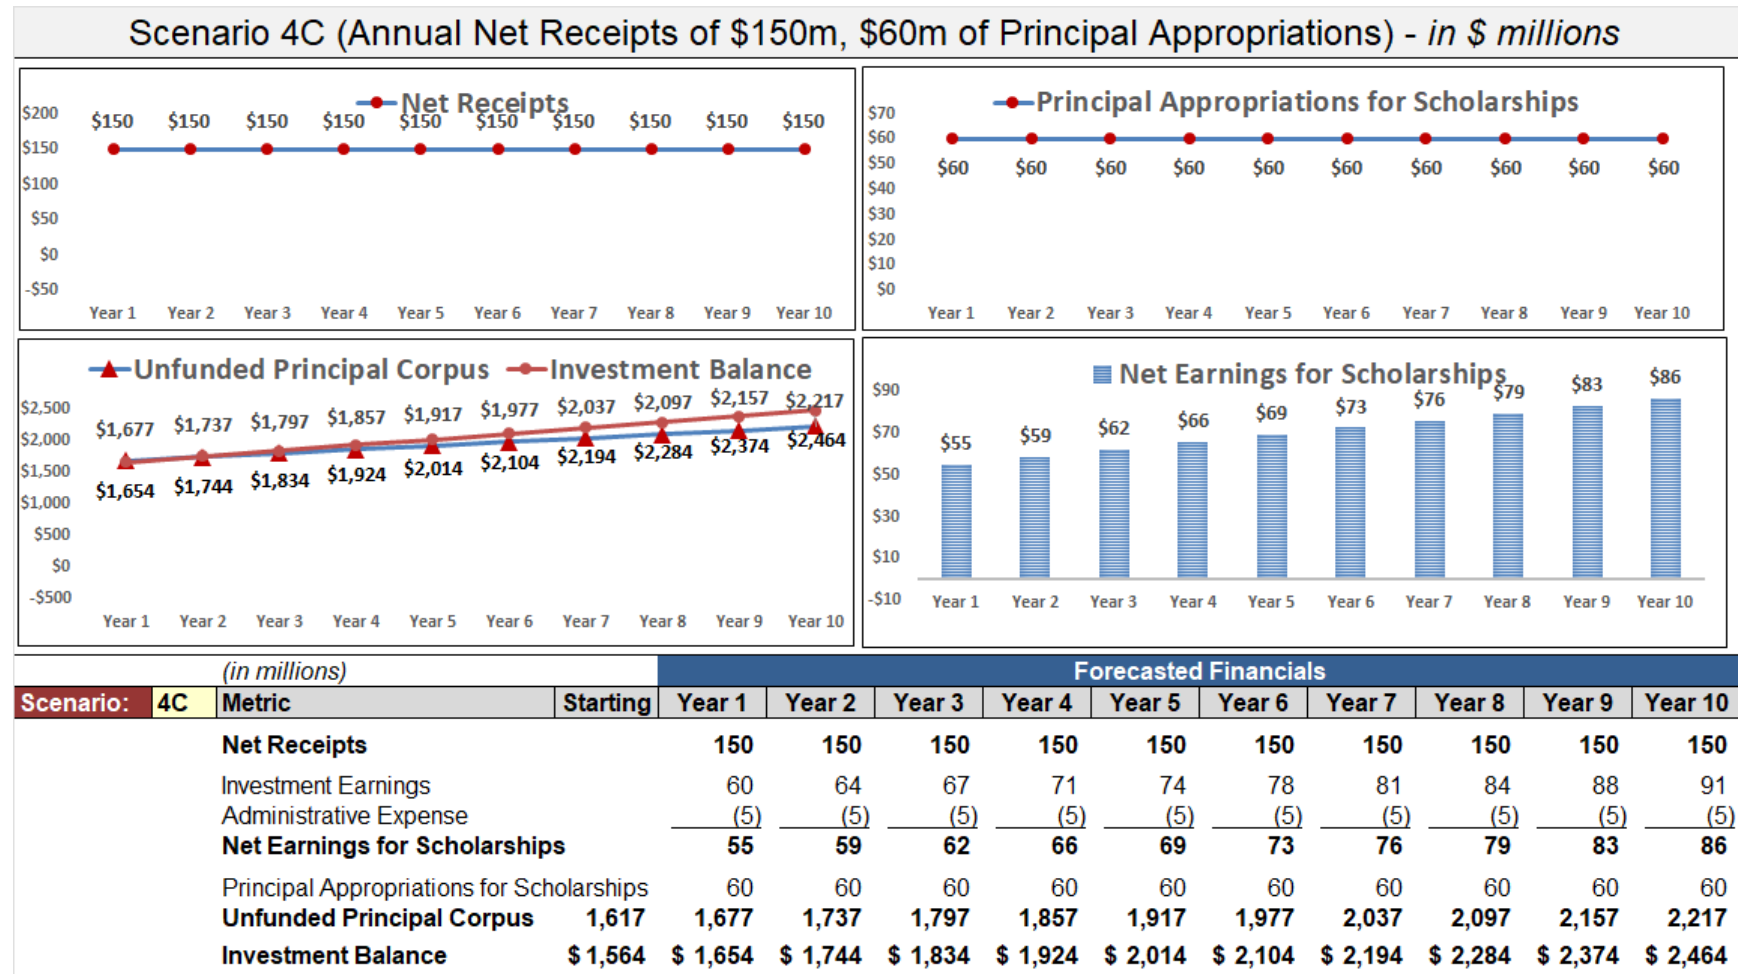 Scenario 4C (Annual Net Receipts of $150m, $60m of Principal Appropriations) - in $ millions
Net Receipts
$200
$150
$100
$50
$0
-$50
$150 $150 $150 $150 $150 $150 $150 $150 $150 $150
Year 1 Year 2 Year 3 Year 4 Year 5 Year 6 Year 7 Year 8 Year 9 Year 10
Principal Appropriations for Scholarships
$70
$60
$50
$40
$30
$20
$10
$0
$60 $60 $60 $60 $60 $60 $60 $60 $60 $60
Year 1 Year 2 Year 3 Year 4 Year 5 Year 6 Year 7 Year 8 Year 9 Year 10
Unfunded Principal Corpus Investment Balance
$2,500
$2,000
$1,500
$1,000
$500
$0
-$500
$1,677 $1,737 $1,797 $1,857 $1,917 $1,977 $2,037 $2,097 $2,157 $2,217
$1,654 $1,744 $1,834 $1,924 $2,014 $2,104 $2,194 $2,284 $2,374 $2,464
Year 1 Year 2 Year 3 Year 4 Year 5 Year 6 Year 7 Year 8 Year 9 Year 10
Net Earnings for Scholarships
$90
$70
$50
$30
$10
-$10
$55 $59 $62 $66 $69 $73 $76 $79 $83 $86
Year 1 Year 2 Year 3 Year 4 Year 5 Year 6 Year 7 Year 8 Year 9 Year 10
(in millions) Forecasted Financials
Scenario: 4C Metric Starting Year 1 Year 2 Year 3 Year 4 Year 5 Year 6 Year 7 Year 8 Year 9 Year 10
Net Receipts 150 150 150 150 150 150 150 150 150 150
Investment Earnings 60 64 67 71 74 78 81 84 88 91
Administrative Expense (5) (5) (5) (5) (5) (5) (5) (5) (5) (5)
Net Earnings for Scholarships 55 59 62 66 69 73 76 79 83 86
Principal Appropriations for Scholarships 60 60 60 60 60 60 60 60 60 60
Unfunded Principal Corpus 1,617 1,677 1,737 1,797 1,857 1,917 1,977 2,037 2,097 2,157 2,217
Investment Balance $ 1,564 $ 1,654 $ 1,744 $ 1,834 $ 1,924 $ 2,014 $ 2,104 $ 2,194 $ 2,284 $ 2,374 $ 2,464